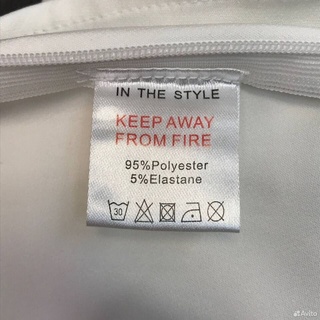 IN THE STYLE
KEEP AWAY
FROM FIRE
95%Polyester
5%Elastane
30
Avito